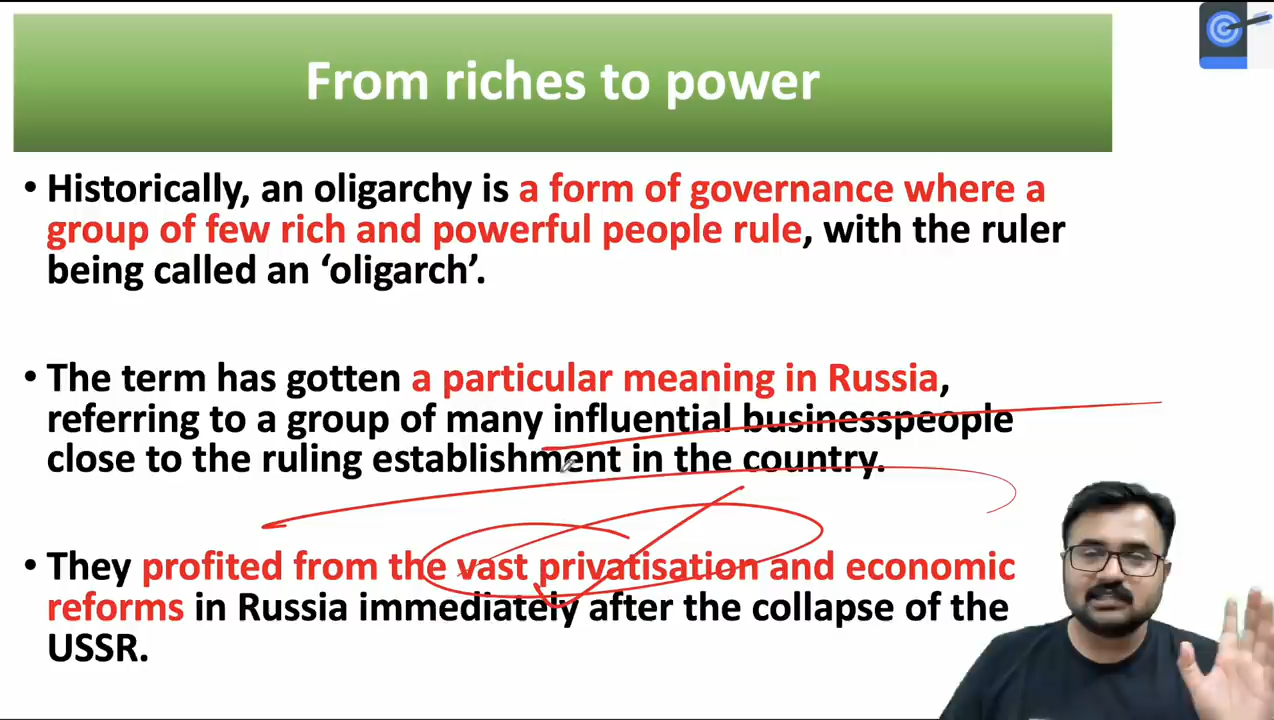 From riches to power
• Historically, an oligarchy is a form of governance where a
group of few rich and powerful people rule, with the ruler
being called an ‘oligarch’.
• The term has gotten a particular meaning in Russia,
referring to a group of many influential businesspeople
close to the ruling establishment in the country.
• They profited from the vast privatisation and economic
reforms in Russia immediately after the collapse of the
USSR.